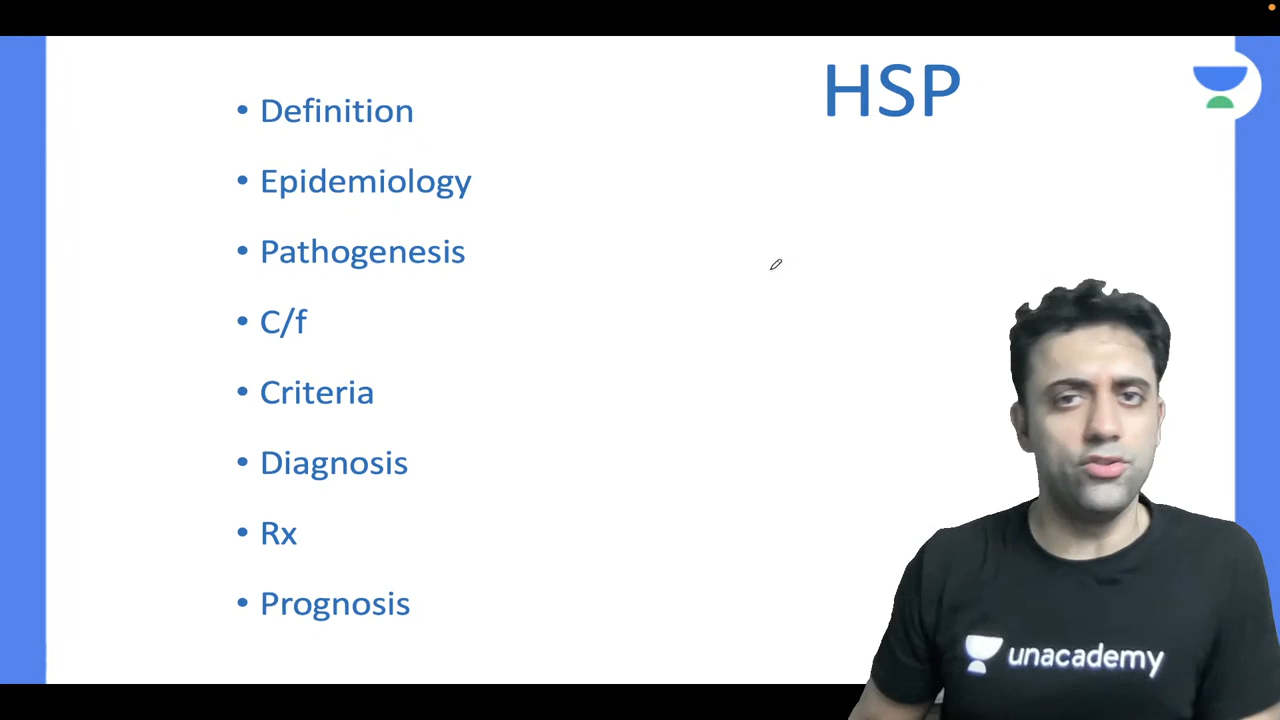 HSP
• Definition
• Epidemiology
• Pathogenesis
• C/f
• Criteria
• Diagnosis
• Rx
• Prognosis
unacademy